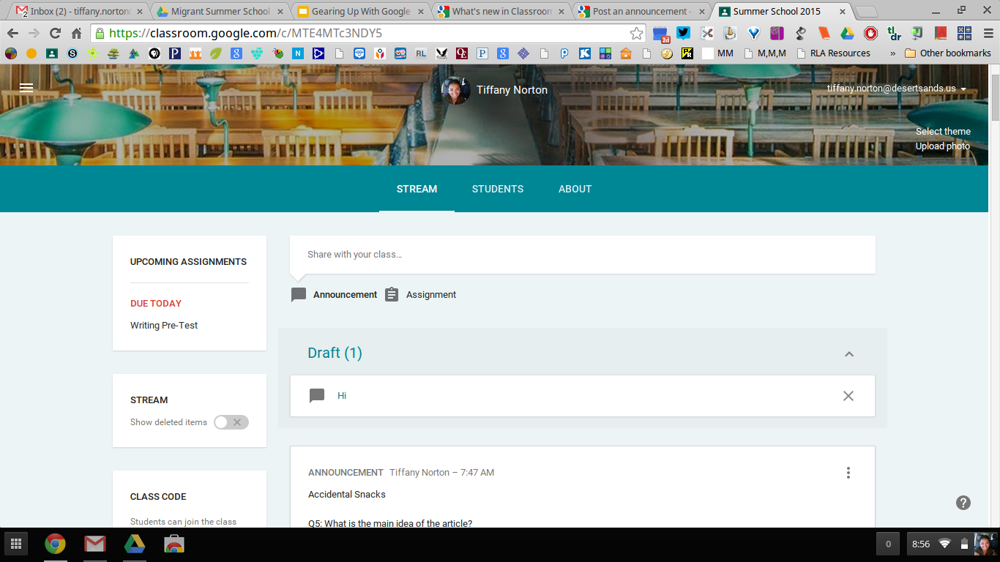 Inbox (2) - tiffany.norton
Migrant Summer School
Gearing Up With Google
What's new in Classroom
Post an announcement -
Summer School 2015
https://classroom.google.com/c/MTE4MTc3NDY5
2d
tl;dr
MM
M,M,M
RLA Resources
»
Other bookmarks
Tiffany Norton
tiffany.norton@desertsands.us
Select theme
Upload photo
STREAM
STUDENTS
ABOUT
UPCOMING ASSIGNMENTS
DUE TODAY
Writing Pre-Test
Share with your class…
Announcement
Assignment
Draft (1)
Hi
STREAM
Show deleted items
ANNOUNCEMENT Tiffany Norton – 7:47 AM
Accidental Snacks
Q5: What is the main idea of the article?
CLASS CODE
Students can join the class
0
8:56